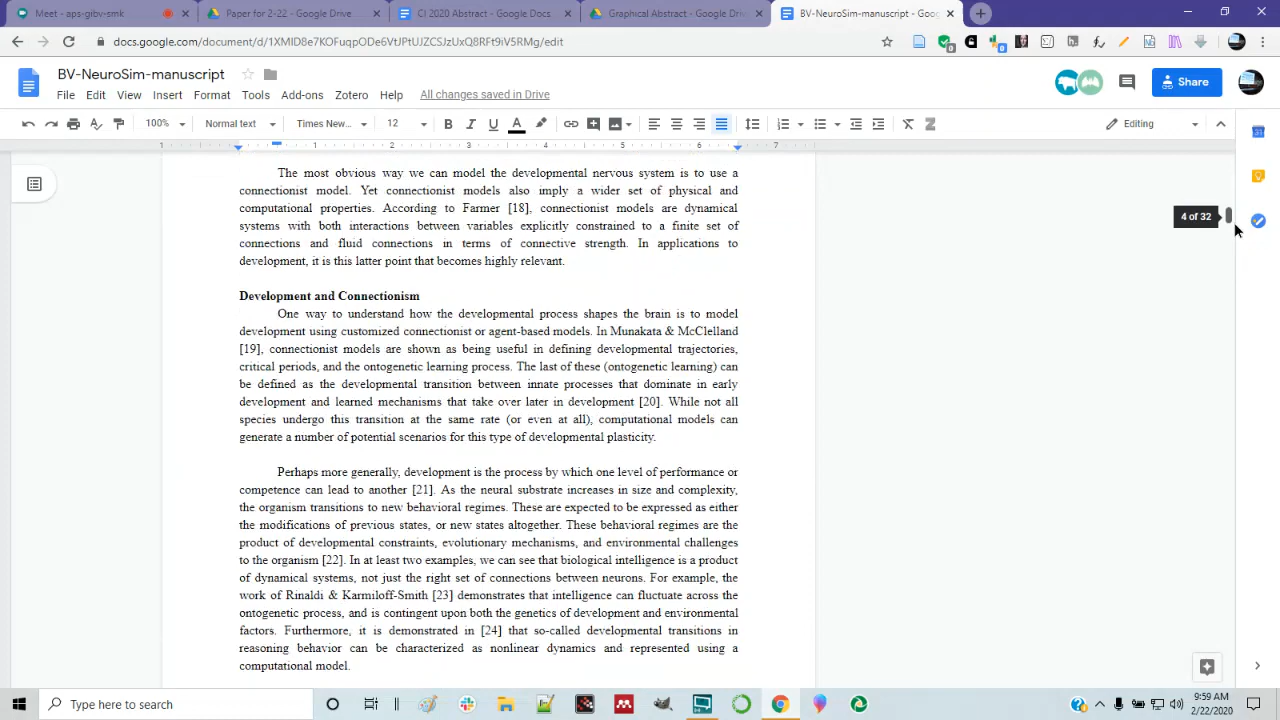 Meet - aes-egibv-smk
Paper for 2-22 - Google Drive
CI 2020 Abstract - Google Docs
Graphical Abstract - Google Driv
BV-NeuroSim-manuscript - Goog
docs.google.com/document/d/1XMlD8e7KOFuqpODe6VtJPtUJZCSJzUxQ8RFt9iV5RMg/edit
BV-NeuroSim-manuscript
Share
File Edit View Insert Format Tools Add-ons Zotero Help All changes saved in Drive
100% Normal text Times New... 12 Editing
1 1 2 3 4 5 6 7
The most obvious way we can model the developmental nervous system is to use a
connectionist model. Yet connectionist models also imply a wider set of physical and
computational properties. According to Farmer [18], connectionist models are dynamical
systems with both interactions between variables explicitly constrained to a finite set of
connections and fluid connections in terms of connective strength. In applications to
development, it is this latter point that becomes highly relevant.
4 of 32
Development and Connectionism
One way to understand how the developmental process shapes the brain is to model
development using customized connectionist or agent-based models. In Munakata & McClelland
[19], connectionist models are shown as being useful in defining developmental trajectories,
critical periods, and the ontogenetic learning process. The last of these (ontogenetic learning) can
be defined as the developmental transition between innate processes that dominate in early
development and learned mechanisms that take over later in development [20]. While not all
species undergo this transition at the same rate (or even at all), computational models can
generate a number of potential scenarios for this type of developmental plasticity.
Perhaps more generally, development is the process by which one level of performance or
competence can lead to another [21]. As the neural substrate increases in size and complexity,
the organism transitions to new behavioral regimes. These are expected to be expressed as either
the modifications of previous states, or new states altogether. These behavioral regimes are the
product of developmental constraints, evolutionary mechanisms, and environmental challenges
to the organism [22]. In at least two examples, we can see that biological intelligence is a product
of dynamical systems, not just the right set of connections between neurons. For example, the
work of Rinaldi & Karmiloff-Smith [23] demonstrates that intelligence can fluctuate across the
ontogenetic process, and is contingent upon both the genetics of development and environmental
factors. Furthermore, it is demonstrated in [24] that so-called developmental transitions in
reasoning behavior can be characterized as nonlinear dynamics and represented using a
computational model.
Type here to search
9:59 AM
2/22/2020